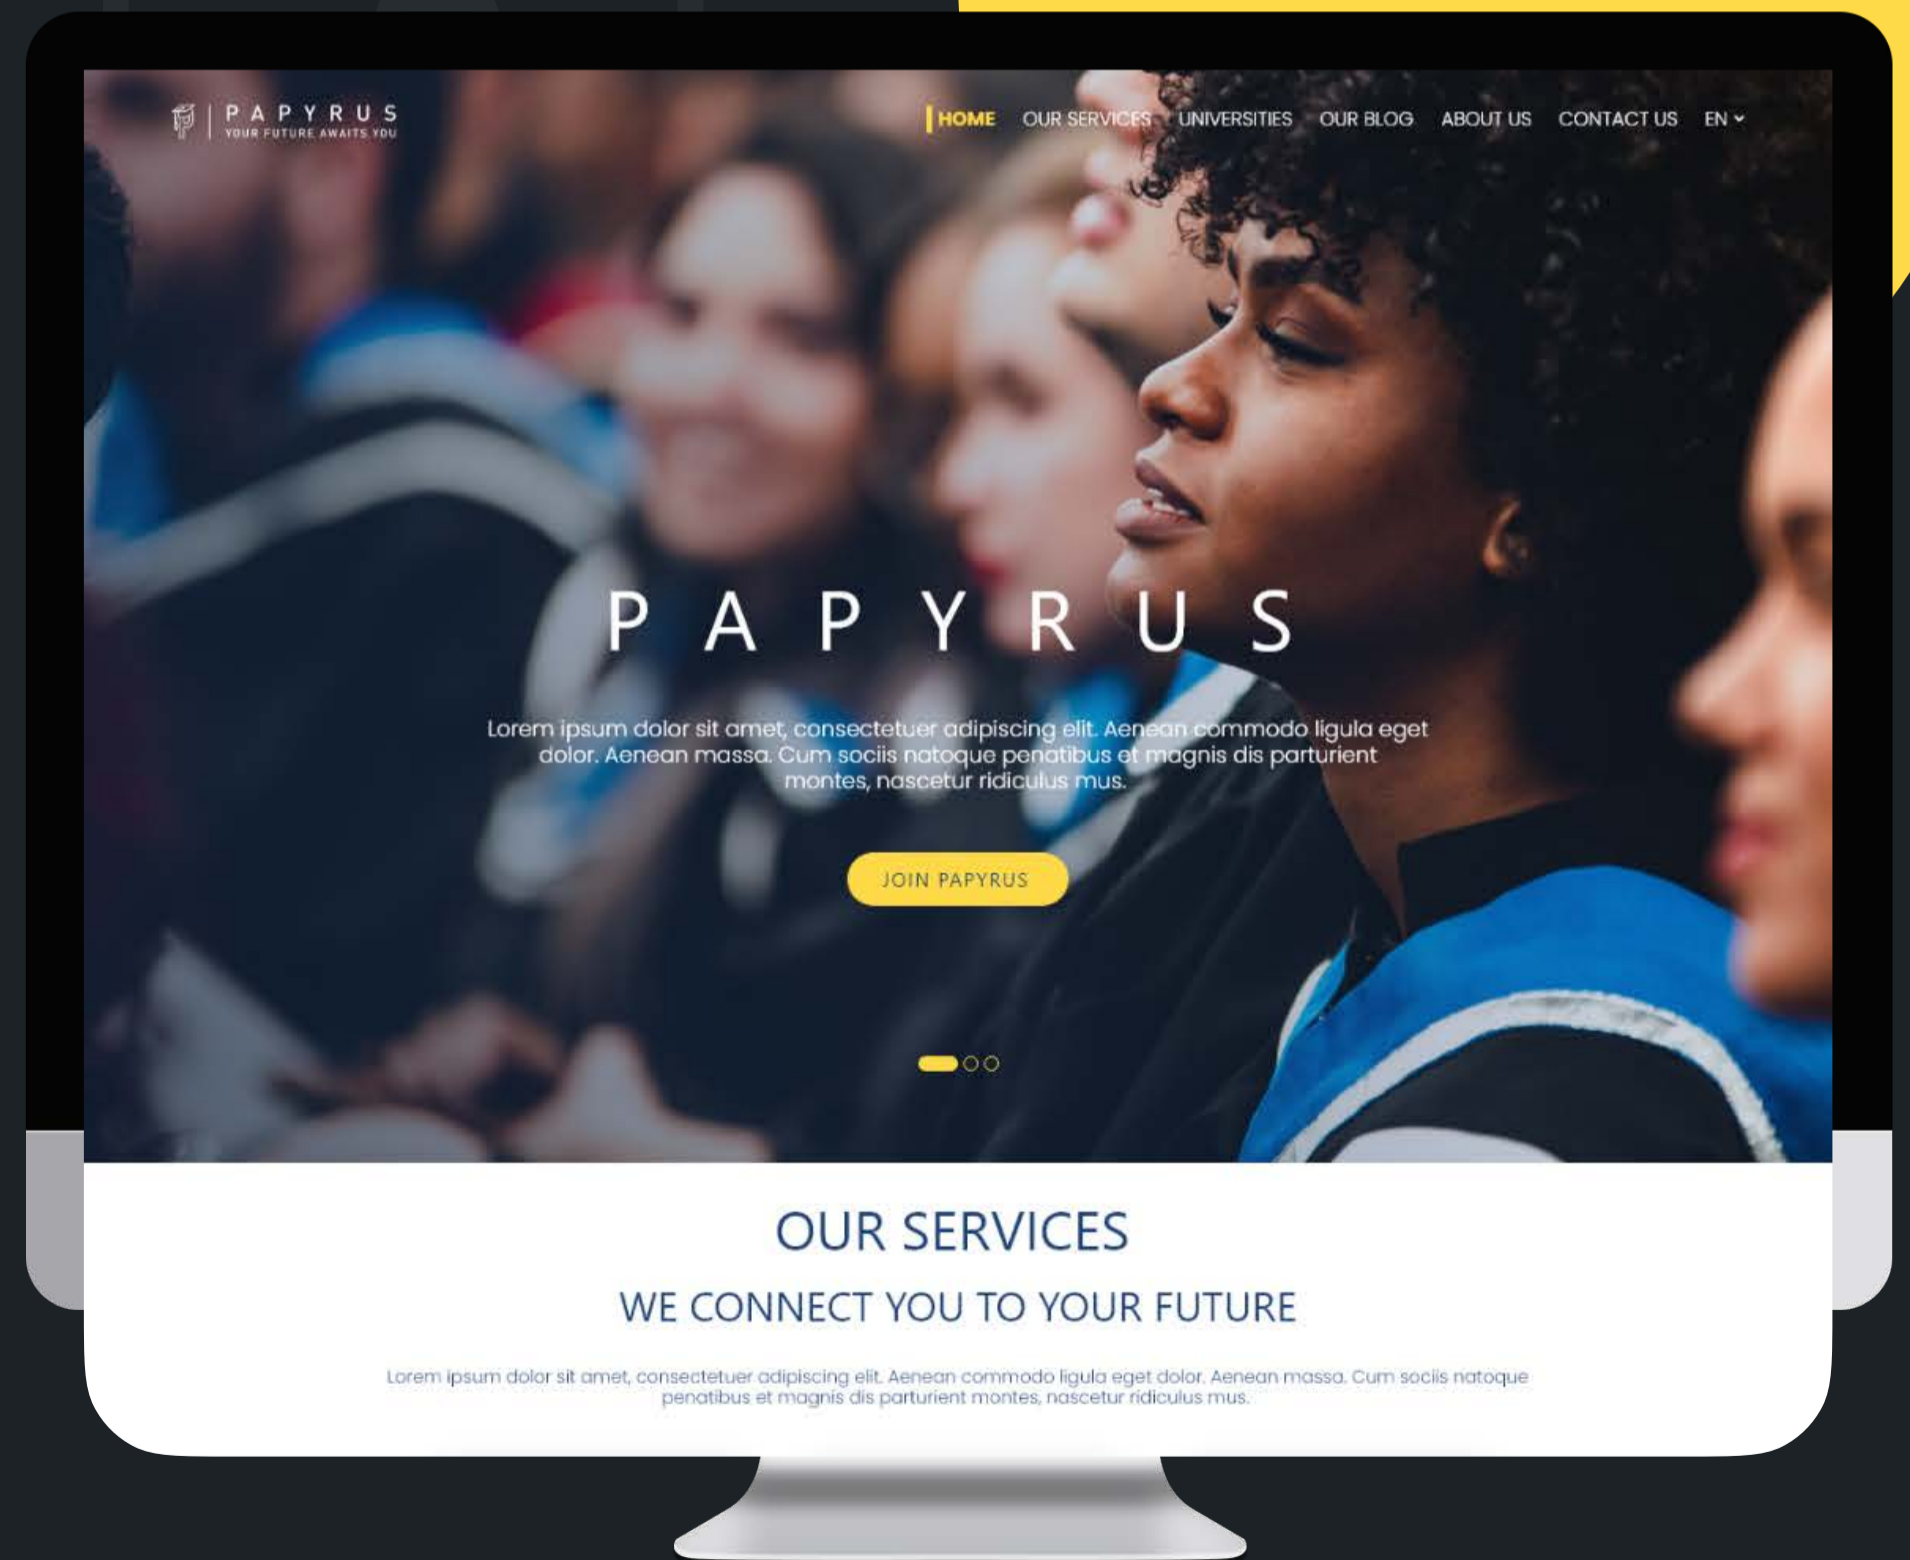 PAPYRUS
YOUR FUTURE AWAITS YOU
HOME OUR SERVICES UNIVERSITIES OUR BLOG ABOUT US CONTACT US EN
PAPYRUS
Lorem ipsum dolor sit amet, consectetuer adipiscing elit. Aenean commodo ligula eget
dolor. Aenean massa. Cum sociis natoque penatibus et magnis dis parturient
montes, nascetur ridiculus mus.
JOIN PAPYRUS
OUR SERVICES
WE CONNECT YOU TO YOUR FUTURE
Lorem ipsum dolor sit amet, consectetuer adipiscing elit. Aenean commodo ligula eget dolor. Aenean massa. Cum sociis natoque
penatibus et magnis dis parturient montes, nascetur ridiculus mus.